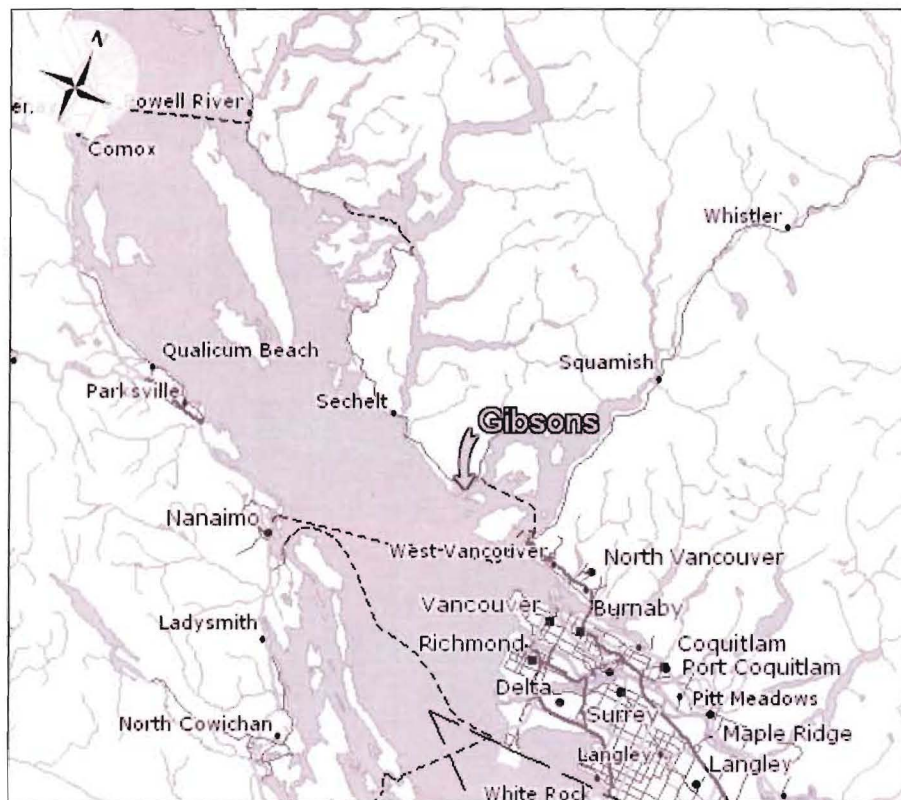 N
Powell River
Comox
Whistler
Qualicum Beach
Squamish
Parksville
Sechelt
Gibsons
Nanaimo
West Vancouver
North Vancouver
Vancouver
Burnaby
Ladysmith
Richmond
Coquitlam
Port Coquitlam
Delta
Pitt Meadows
Surrey
North Cowichan
Maple Ridge
Langley
Langley
White Rock